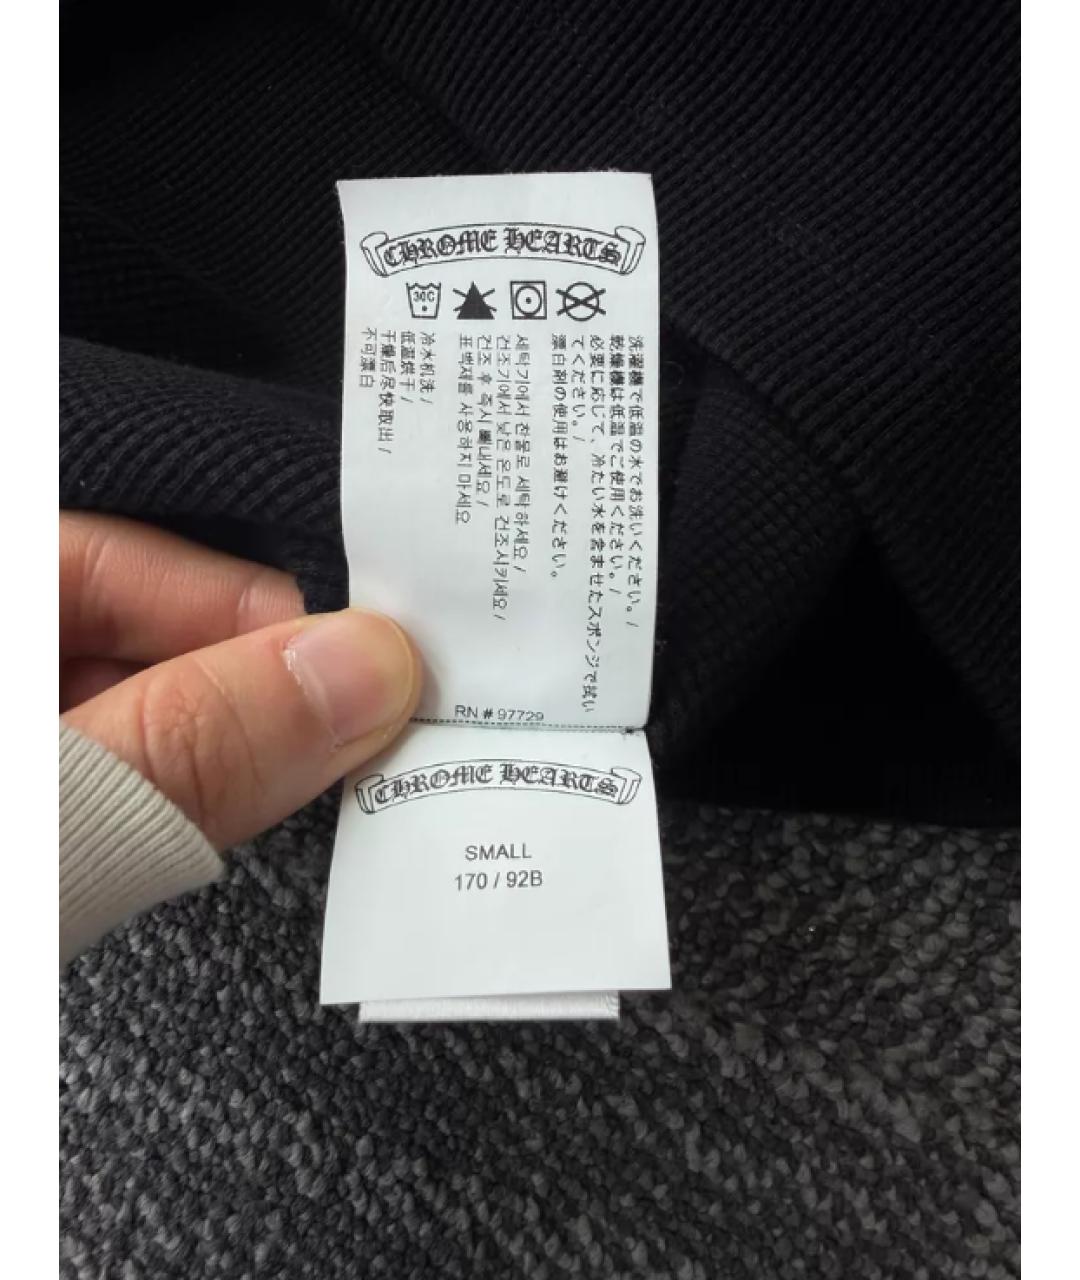 CHROME HEARTS
30C
洗濯機で低温の水でお洗いください。/
乾燥機は低温でご使用ください。/
必要に応じて、冷たい水を含ませたスポンジで拭い
てください。/
漂白剤の使用はお避けください。
세탁기에서 찬물로 세탁하세요 /
건조기에서 낮은 온도로 건조시키세요 /
건조 후 즉시 빼내세요 /
표백제를 사용하지 마세요
冷水机洗 /
低温烘干 /
干燥后尽快取出 /
不可漂白
RN # 97729
CHROME HEARTS
SMALL
170 / 92B